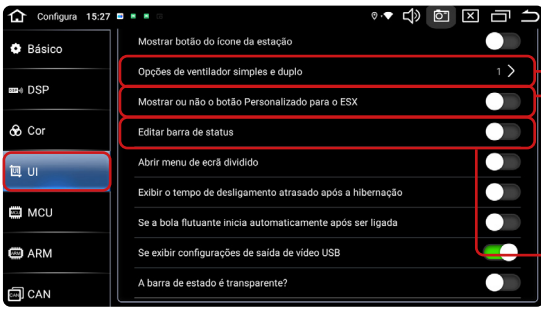 Configura 15:27
Básico
DSP
Cor
UI
MCU
ARM
CAN
Mostrar botão do ícone da estação
Opções de ventilador simples e duplo 1
Mostrar ou não o botão Personalizado para o ESX
Editar barra de status
Abrir menu de ecrã dividido
Exibir o tempo de desligamento atrasado após a hibernação
Se a bola flutuante inicia automaticamente após ser ligada
Se exibir configurações de saída de vídeo USB
A barra de estado é transparente?